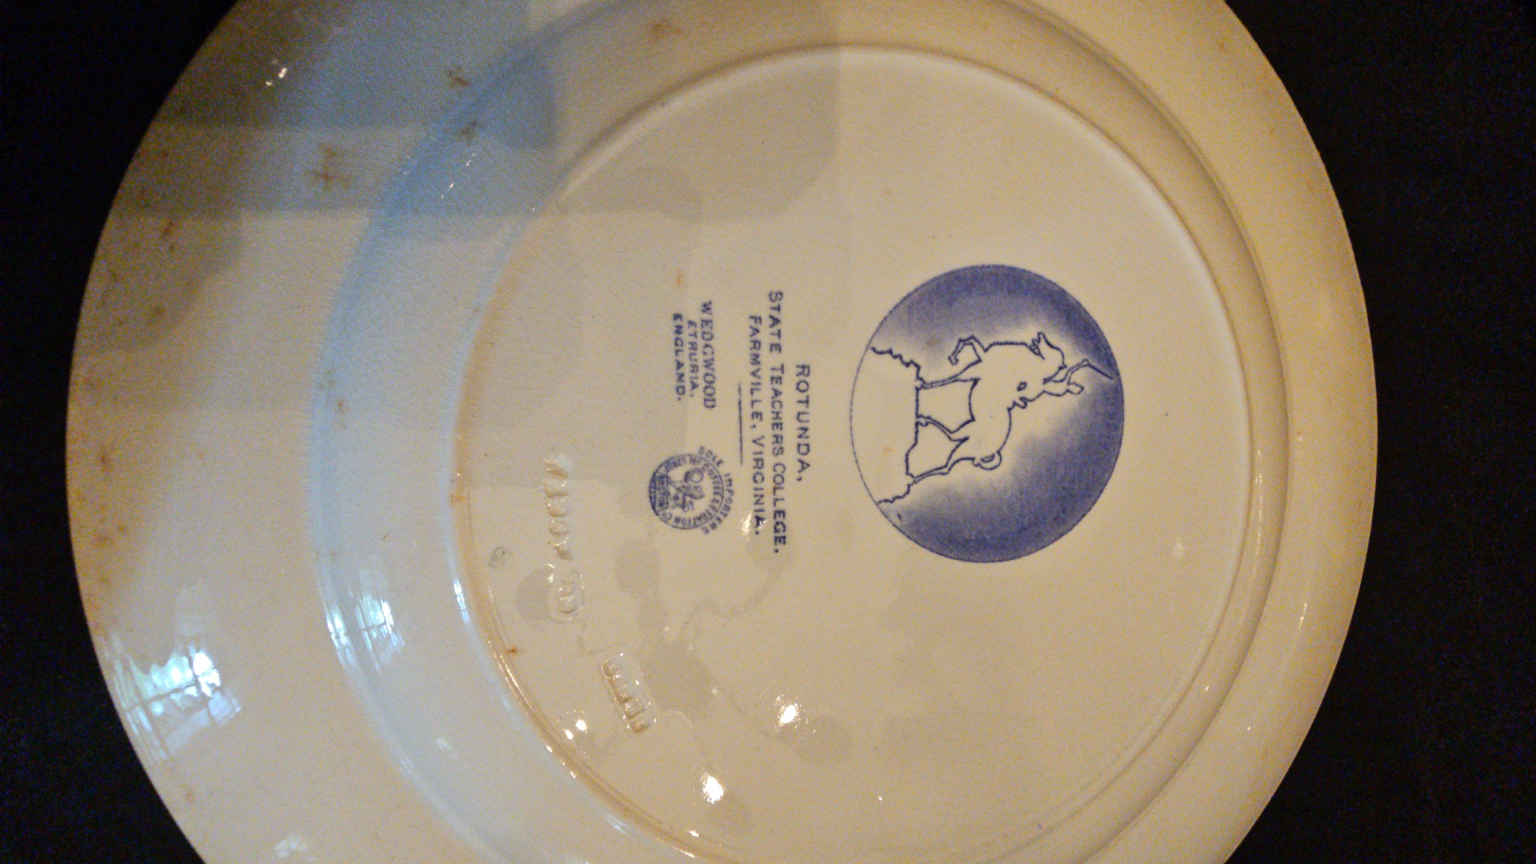 ROTUNDA,
STATE TEACHERS COLLEGE.
FARMVILLE, VIRGINIA.
WEDGWOOD
ETRURIA.
ENGLAND.
SOLE IMPORTERS